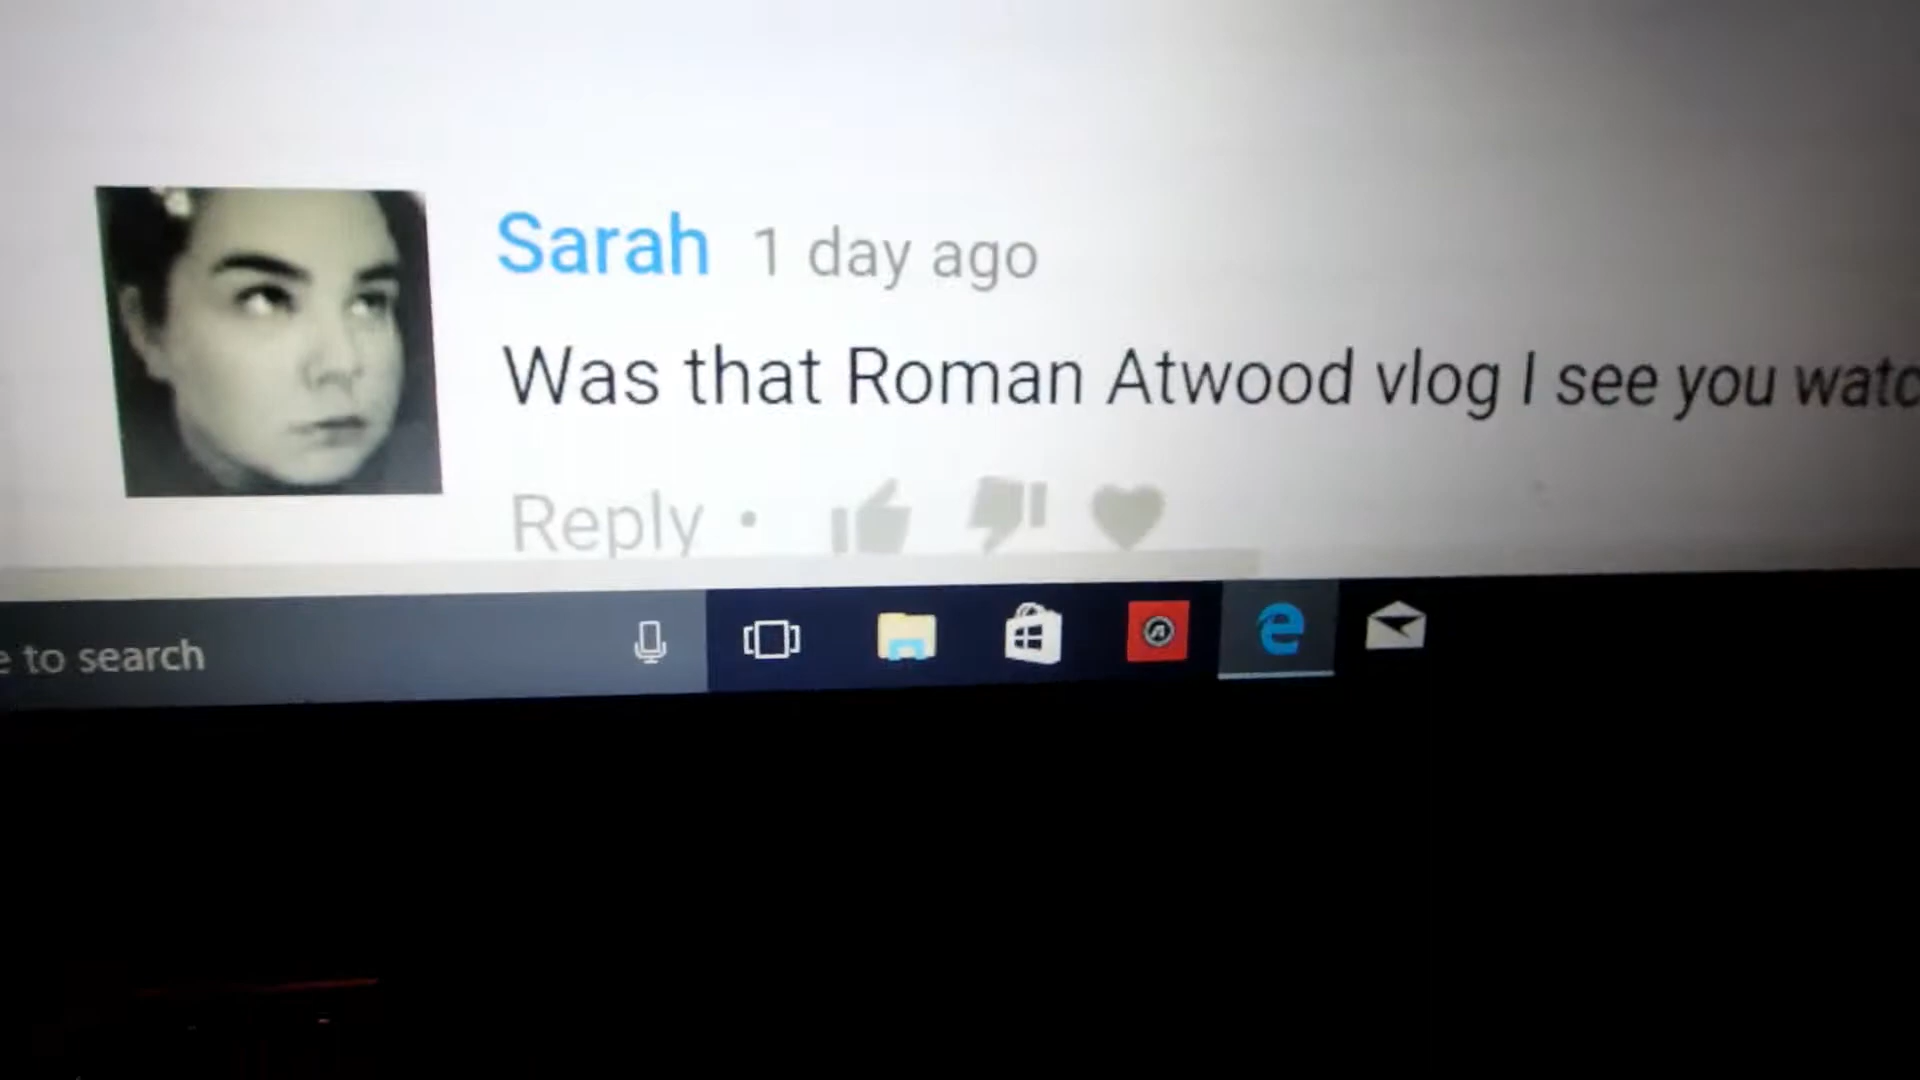 Sarah 1 day ago
Was that Roman Atwood vlog I see you
Reply •
to search